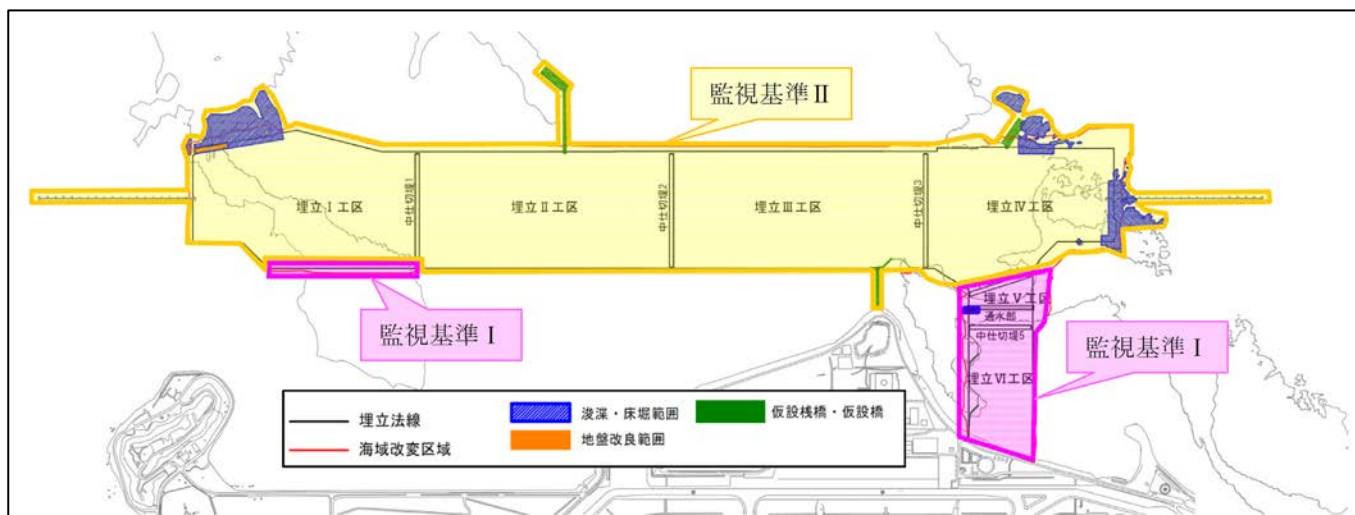 監視基準Ⅱ
埋立Ⅰ工区
中仕切堤1
埋立Ⅱ工区
中仕切堤2
埋立Ⅲ工区
中仕切堤3
埋立Ⅳ工区
監視基準Ⅰ
埋立Ⅴ工区
通水部
中仕切堤5
埋立Ⅵ工区
監視基準Ⅰ
埋立法線
浚渫・床堀範囲
仮設桟橋・仮設橋
海域改変区域
地盤改良範囲